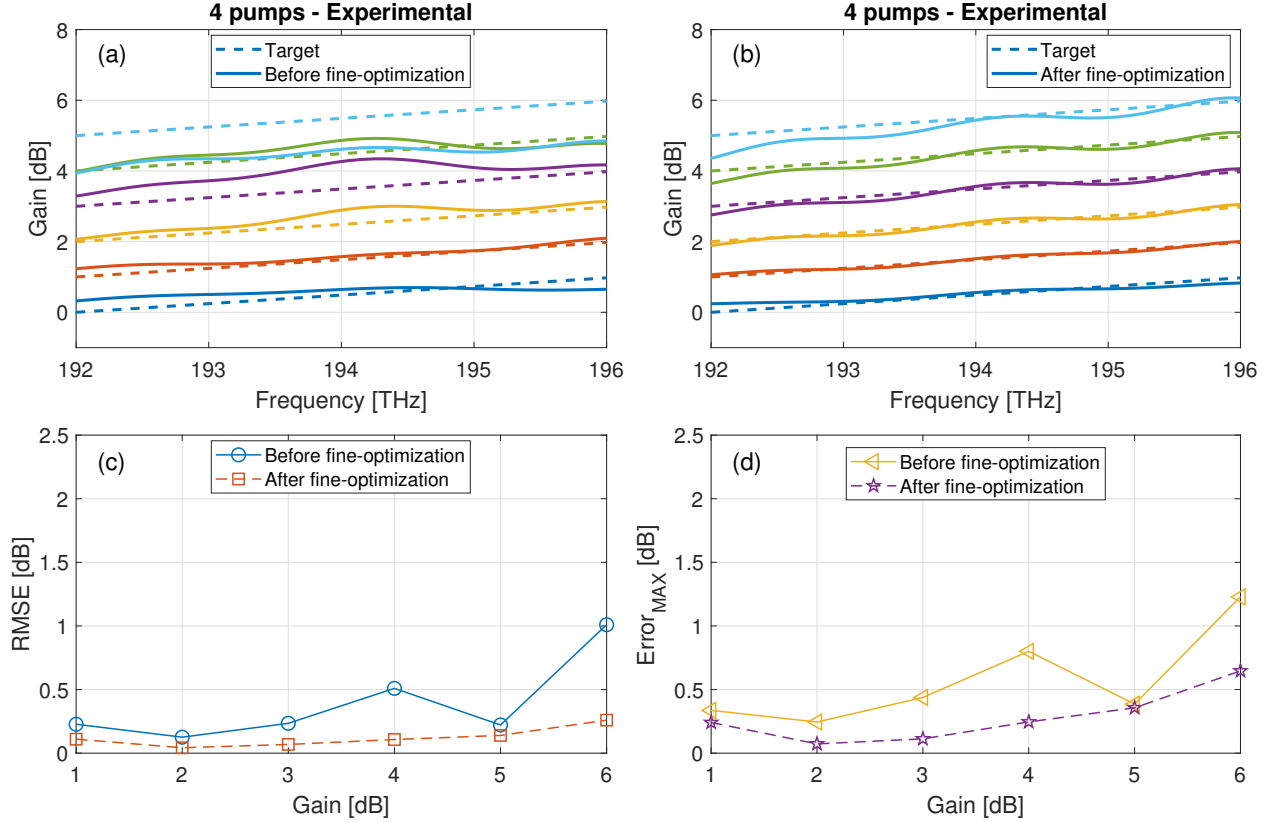 4 pumps - Experimental
(a)
Target
Before fine-optimization
Gain [dB]
8
6
4
2
0
192
193
194
195
196
Frequency [THz]
4 pumps - Experimental
(b)
Target
After fine-optimization
Gain [dB]
8
6
4
2
0
192
193
194
195
196
Frequency [THz]
(c)
Before fine-optimization
After fine-optimization
RMSE [dB]
2.5
2
1.5
1
0.5
0
1
2
3
4
5
6
Gain [dB]
(d)
Before fine-optimization
After fine-optimization
Error_MAX [dB]
2.5
2
1.5
1
0.5
0
1
2
3
4
5
6
Gain [dB]